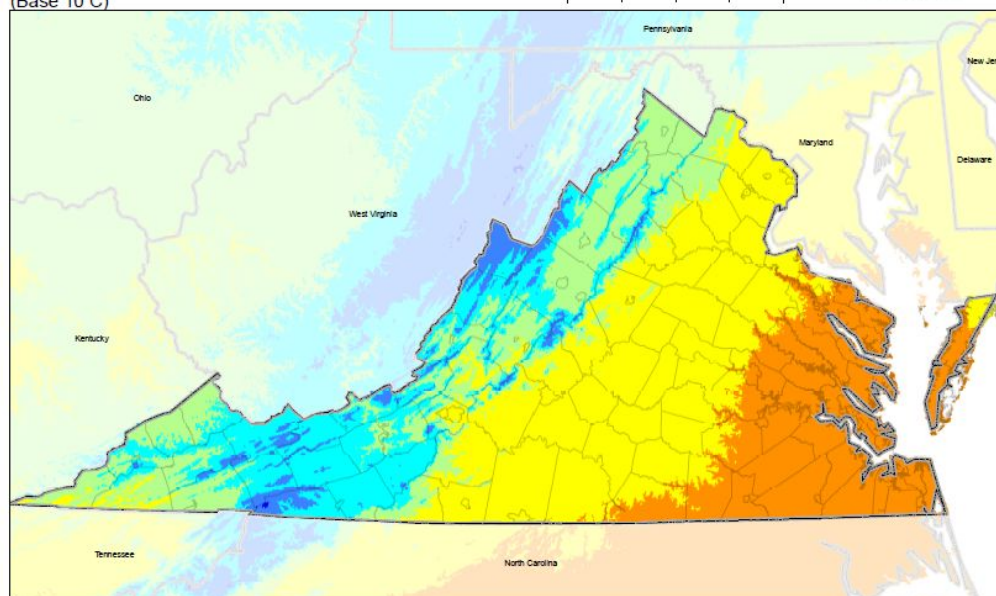 (Base 10°C)
Pennsylvania
New Jer
Ohio
Maryland
Delaware
West Virginia
Kentucky
Tennessee
North Carolina